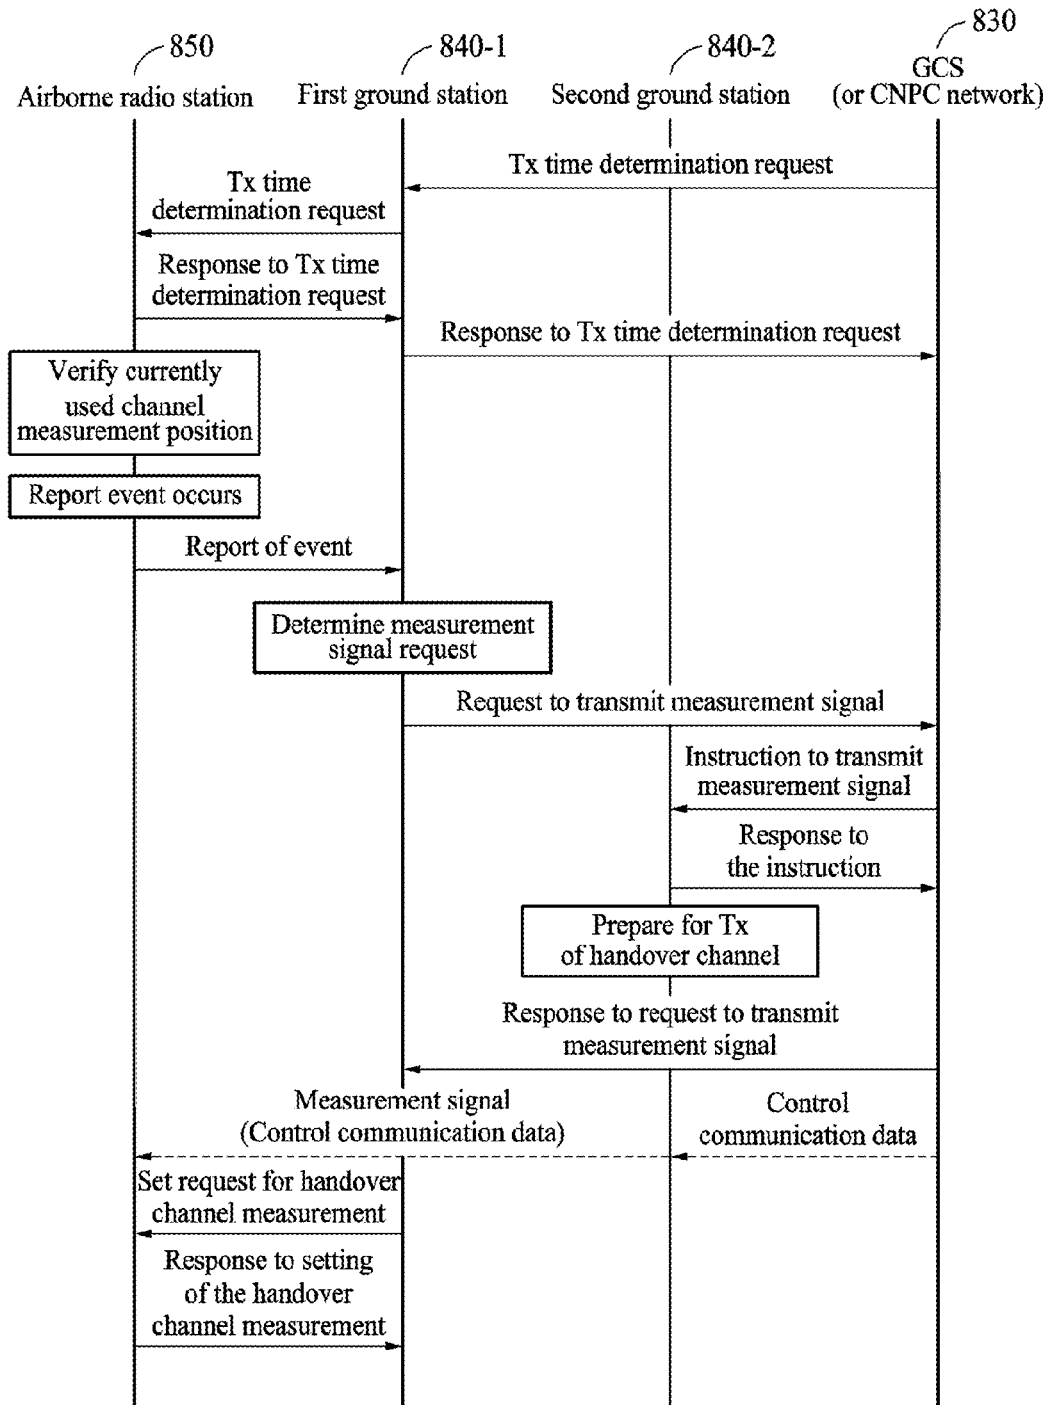 850
840-1
840-2
830
Airborne radio station
First ground station
Second ground station
GCS
(or CNPC network)
Tx time determination request
Tx time
determination request
Response to Tx time
determination request
Response to Tx time determination request
Verify currently
used channel
measurement position
Report event occurs
Report of event
Determine measurement
signal request
Request to transmit measurement signal
Instruction to transmit
measurement signal
Response to
the instruction
Prepare for Tx
of handover channel
Response to request to transmit
measurement signal
Measurement signal
(Control communication data)
Control
communication data
Set request for handover
channel measurement
Response to setting
of the handover
channel measurement